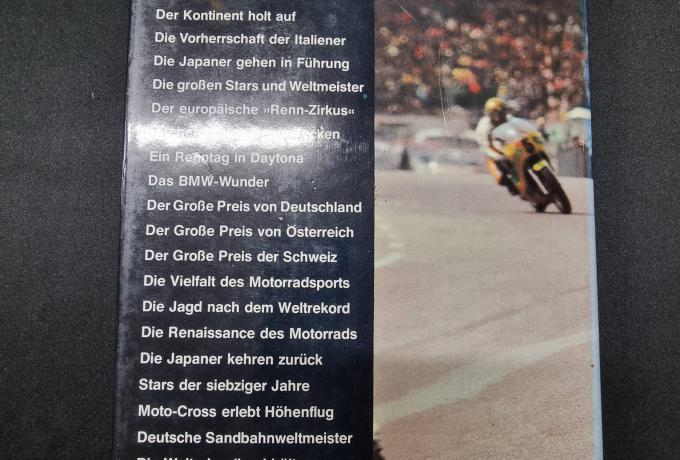 Der Kontinent holt auf
Die Vorherrschaft der Italiener
Die Japaner gehen in Führung
Die großen Stars und Weltmeister
Der europäische »Renn-Zirkus«
Ein Renntag in Daytona
Das BMW-Wunder
Der Große Preis von Deutschland
Der Große Preis von Österreich
Der Große Preis der Schweiz
Die Vielfalt des Motorradsports
Die Jagd nach dem Weltrekord
Die Renaissance des Motorrads
Die Japaner kehren zurück
Stars der siebziger Jahre
Moto-Cross erlebt Höhenflug
Deutsche Sandbahnweltmeister